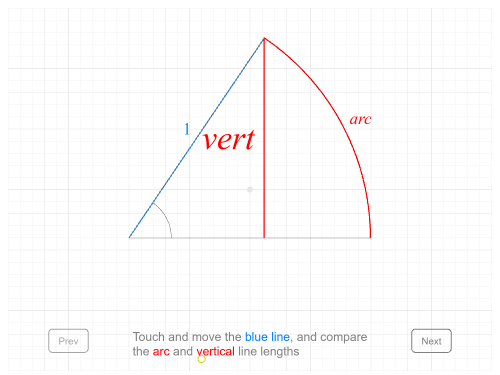 1
vert
arc
Prev
Touch and move the blue line, and compare
the arc and vertical line lengths
Next